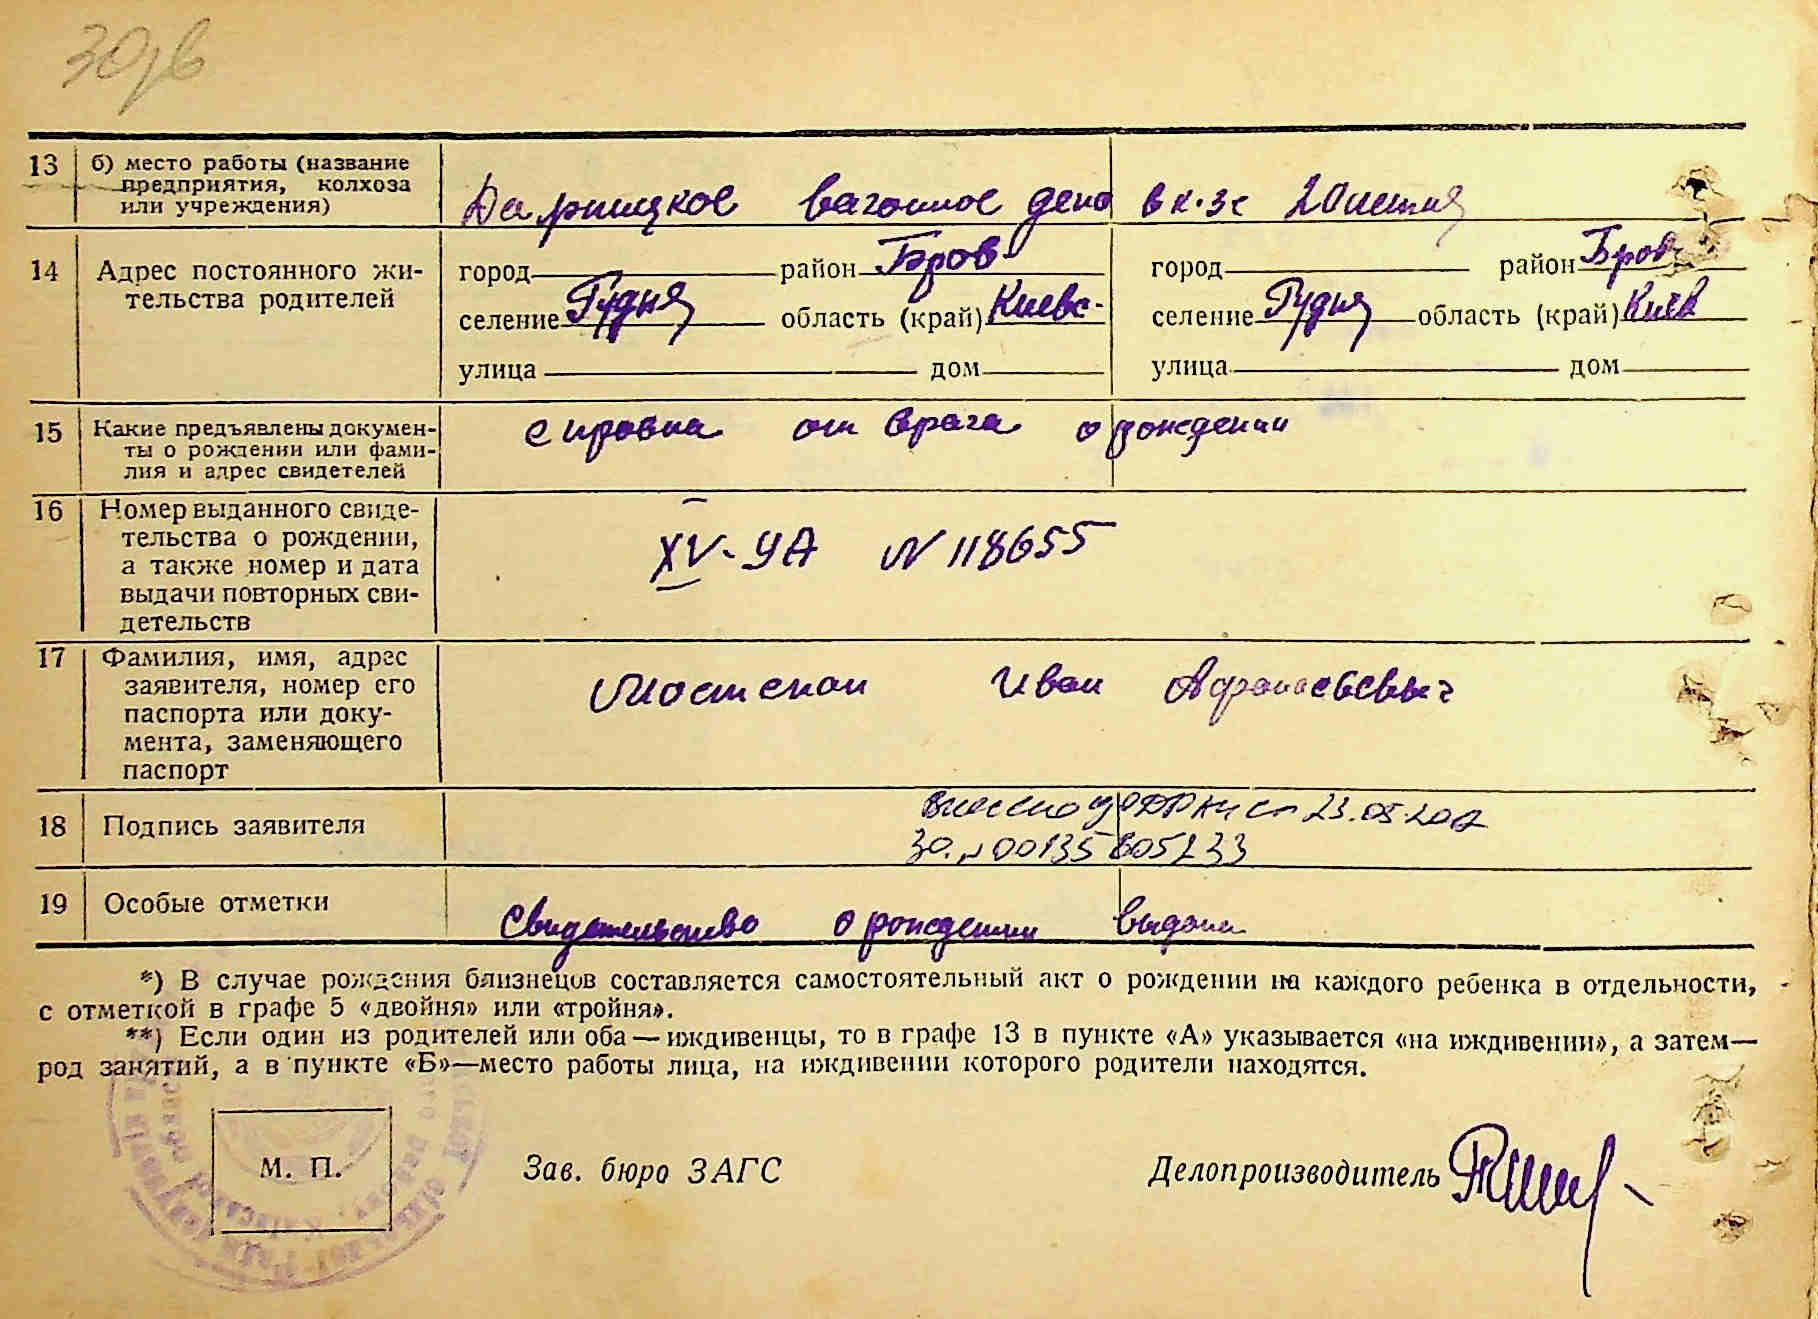 30/в
13 б) место работы (название предприятия, колхоза или учреждения) Дарницкое вагонное депо в к-зе
14 Адрес постоянного жительства родителей
город район Бров город район Бров
селение Рудня область (край) Киевс- селение Рудня область (край) Киев
улица дом улица дом
15 Какие предъявлены документы о рождении или фамилия и адрес свидетелей справка от врача о рождении
16 Номер выданного свидетельства о рождении, а также номер и дата выдачи повторных свидетельств XV-УА N 118655
17 Фамилия, имя, адрес заявителя, номер его паспорта или документа, заменяющего паспорт Иван Афанасьевич
18 Подпись заявителя
19 Особые отметки Свидетельство о рождении выдано
*) В случае рождения близнецов составляется самостоятельный акт о рождении на каждого ребенка в отдельности,
с отметкой в графе 5 «двойня» или «тройня».
**) Если один из родителей или оба — иждивенцы, то в графе 13 в пункте «А» указывается «на иждивении», а затем—
род занятий, а в пункте «Б»—место работы лица, на иждивении которого родители находятся.
М. П. Зав. бюро ЗАГС Делопроизводитель